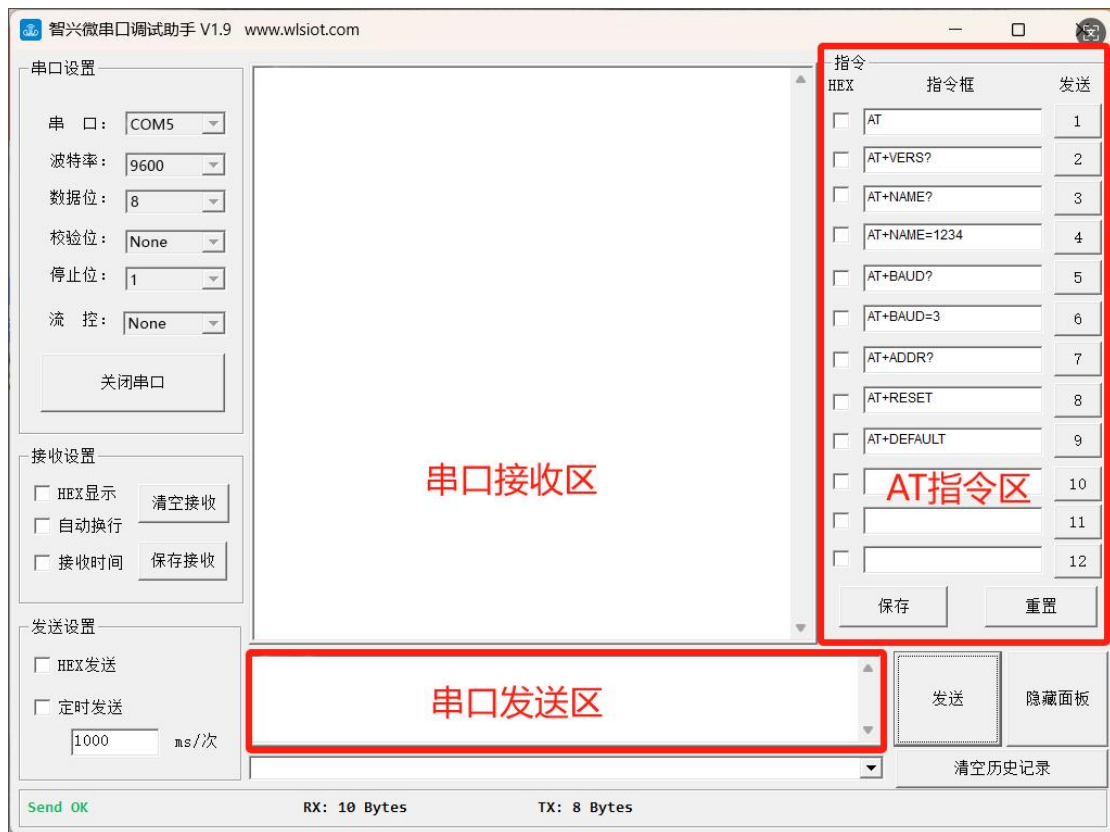 智兴微串口调试助手 V1.9 www.wlsiot.com
串口设置
串 口： COM5
波特率： 9600
数据位： 8
校验位： None
停止位： 1
流 控： None
关闭串口
接收设置
HEX显示
清空接收
自动换行
接收时间
保存接收
发送设置
HEX发送
定时发送
1000 ms/次
串口接收区
串口发送区
指令
HEX 指令框 发送
AT 1
AT+VERS? 2
AT+NAME? 3
AT+NAME=1234 4
AT+BAUD? 5
AT+BAUD=3 6
AT+ADDR? 7
AT+RESET 8
AT+DEFAULT 9
AT指令区 10
11
12
保存 重置
发送 隐藏面板
清空历史记录
Send OK RX: 10 Bytes TX: 8 Bytes